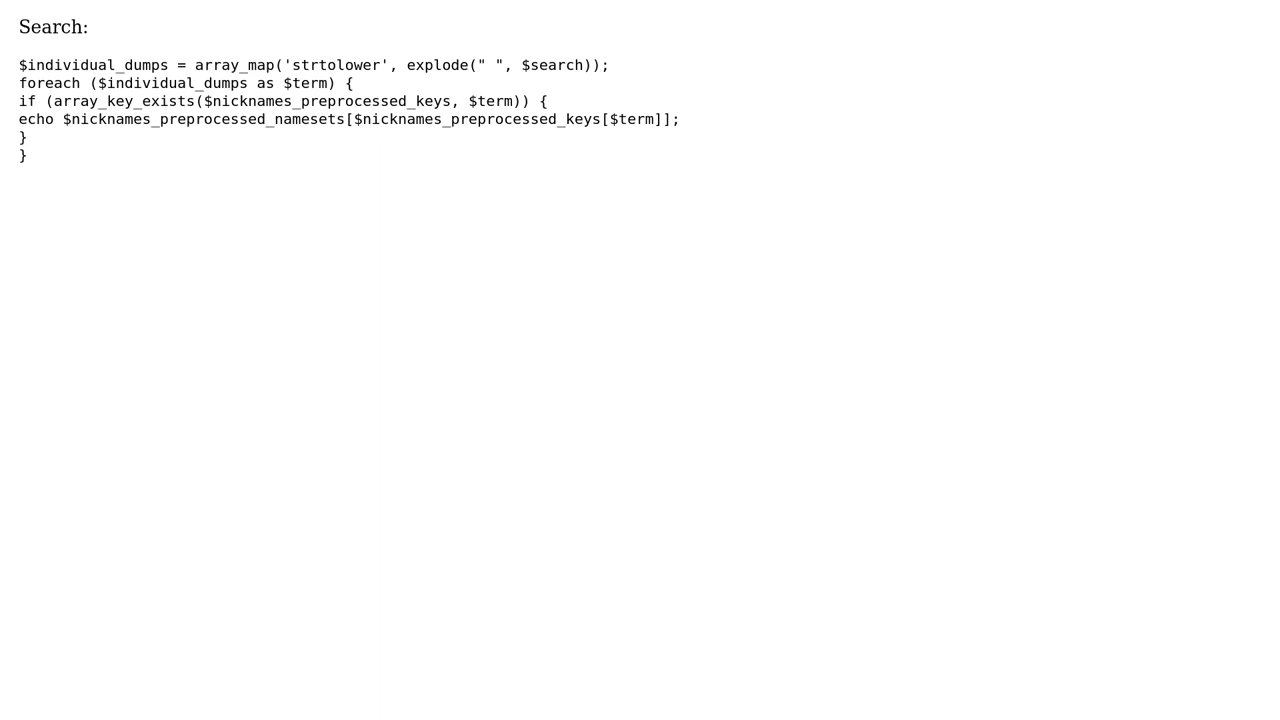 Search:
$individual_dumps = array_map('strtolower', explode(" ", $search));
foreach ($individual_dumps as $term) {
if (array_key_exists($nicknames_preprocessed_keys, $term)) {
echo $nicknames_preprocessed_namesets[$nicknames_preprocessed_keys[$term]];
}
}